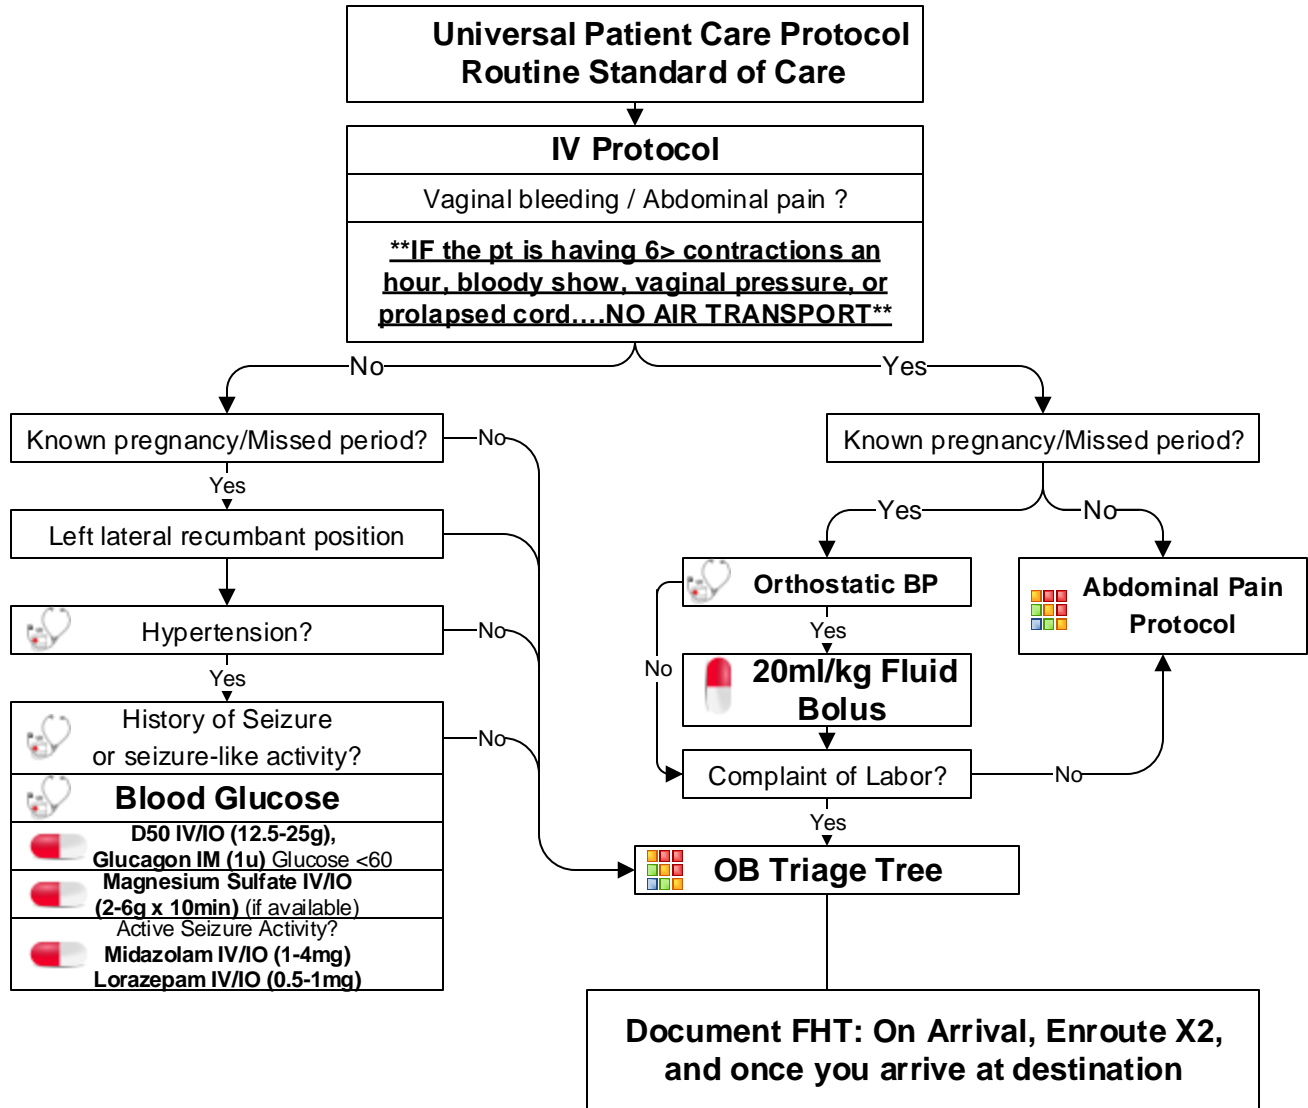 Universal Patient Care Protocol
Routine Standard of Care
IV Protocol
Vaginal bleeding / Abdominal pain ?
**IF the pt is having 6> contractions an
hour, bloody show, vaginal pressure, or
prolapsed cord....NO AIR TRANSPORT**
No
Yes
Known pregnancy/Missed period?
No
Yes
Left lateral recumbant position
Hypertension?
No
Yes
History of Seizure
or seizure-like activity?
No
Blood Glucose
D50 IV/IO (12.5-25g),
Glucagon IM (1u) Glucose <60
Magnesium Sulfate IV/IO
(2-6g x 10min) (if available)
Active Seizure Activity?
Midazolam IV/IO (1-4mg)
Lorazepam IV/IO (0.5-1mg)
Known pregnancy/Missed period?
Yes
No
Orthostatic BP
Yes
No
20ml/kg Fluid
Bolus
Complaint of Labor?
No
Yes
Abdominal Pain
Protocol
OB Triage Tree
Document FHT: On Arrival, Enroute X2,
and once you arrive at destination